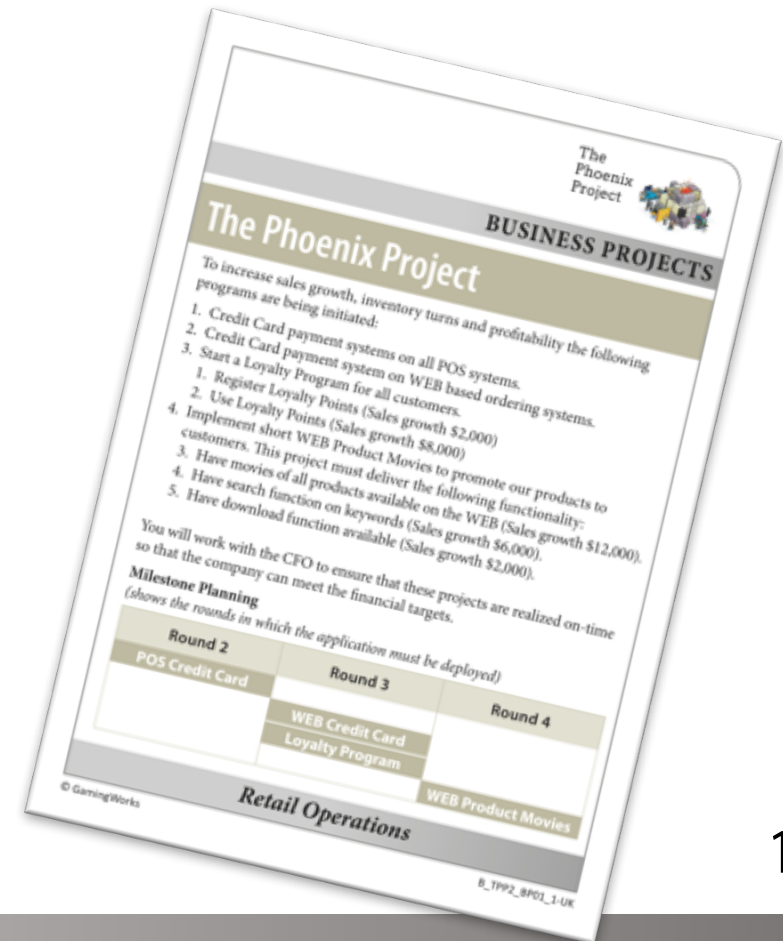 The
Phoenix
Project
BUSINESS PROJECTS
The Phoenix Project
To increase sales growth, inventory turns and profitability the following
programs are being initiated:
1. Credit Card payment systems on all POS systems.
2. Credit Card payment system on WEB based ordering systems.
3. Start a Loyalty Program for all customers.
1. Register Loyalty Points (Sales growth $2,000)
2. Use Loyalty Points (Sales growth $8,000)
4. Implement short WEB Product Movies to promote our products to
customers. This project must deliver the following functionality:
3. Have movies of all products available on the WEB (Sales growth $12,000).
4. Have search function on keywords (Sales growth $6,000).
5. Have download function available (Sales growth $2,000).
You will work with the CFO to ensure that these projects are realized on-time
so that the company can meet the financial targets.
Milestone Planning
(shows the rounds in which the application must be deployed)
Round 2 Round 3 Round 4
POS Credit Card
WEB Credit Card
Loyalty Program
WEB Product Movies
Retail Operations
© GamingWorks
B_TPP2_BP01_1-UK
1